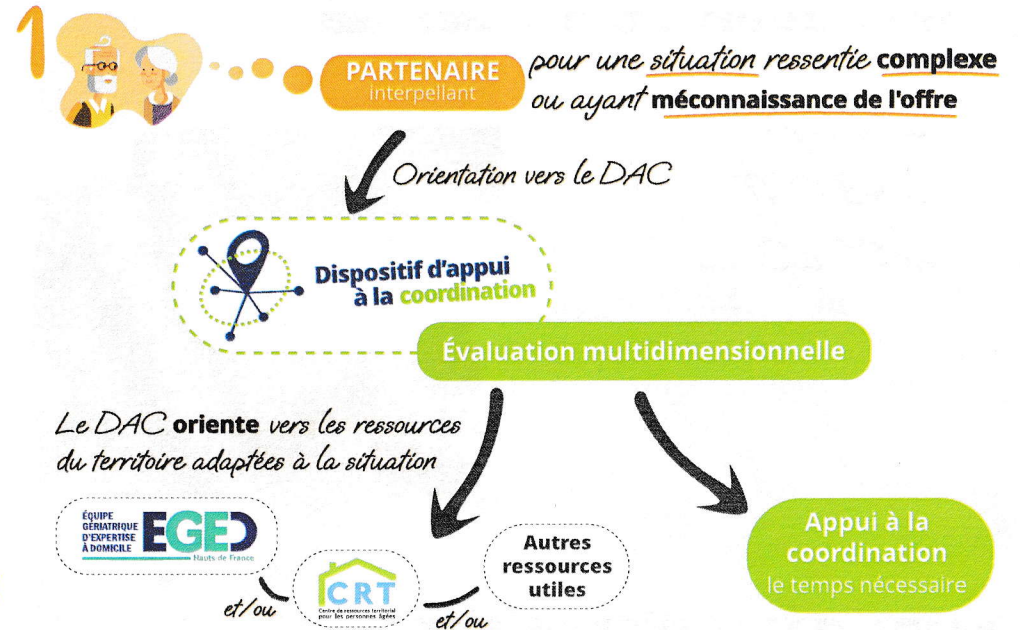 1
PARTENAIRE
interpellant
pour une situation ressentie complexe
ou ayant méconnaissance de l'offre
Orientation vers le DAC
Dispositif d'appui
à la coordination
Évaluation multidimensionnelle
Le DAC oriente vers les ressources
du territoire adaptées à la situation
ÉQUIPE
GÉRIATRIQUE
D'EXPERTISE
À DOMICILE
EGED
Hauts de France
et/ou
CRT
Centre de ressources territorial
pour les personnes âgées
et/ou
Autres
ressources
utiles
Appui à la
coordination
le temps nécessaire